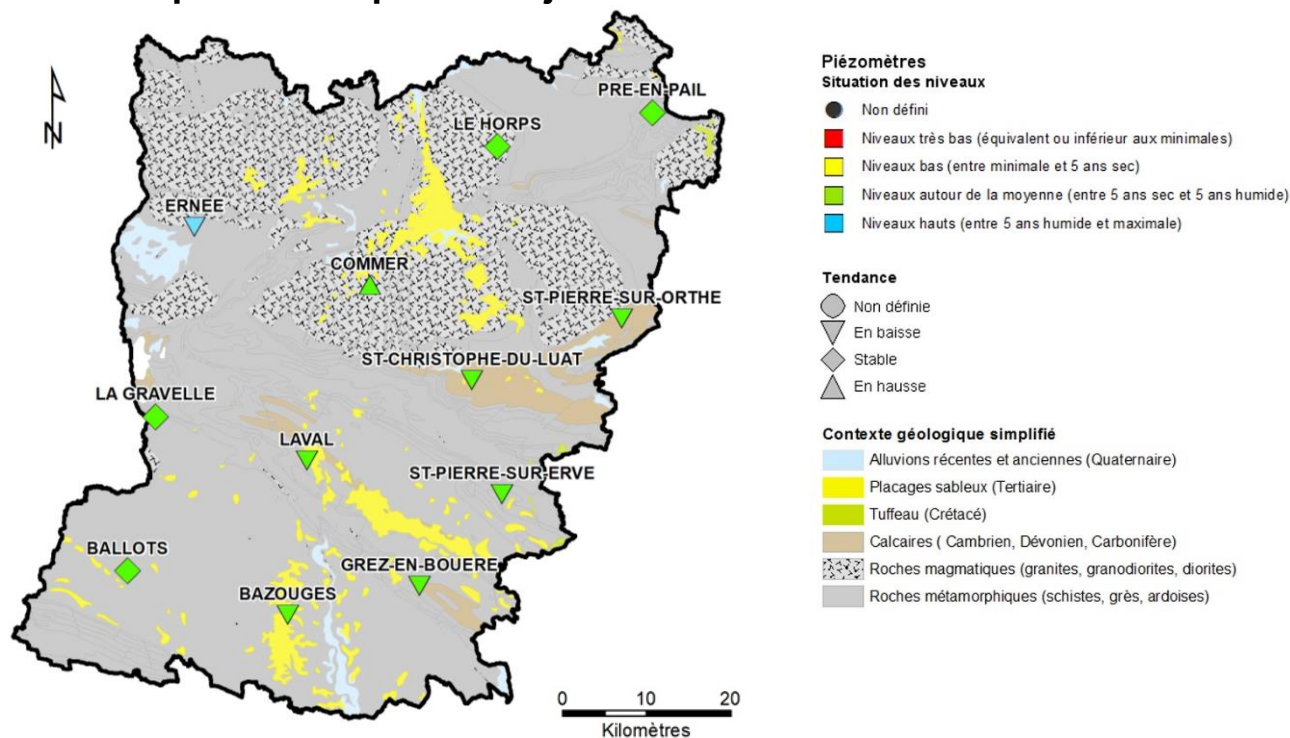 N
PRE-EN-PAIL
LE HORPS
ERNEE
COMMER
ST-PIERRE-SUR-ORTHE
ST-CHRISTOPHE-DU-LUAT
LA GRAVELLE
LAVAL
ST-PIERRE-SUR-ERVE
BALLOTS
GREZ-EN-BOUERE
BAZOUGES
0 10 20
Kilomètres
Piézomètres
Situation des niveaux
Non défini
Niveaux très bas (équivalent ou inférieur aux minimales)
Niveaux bas (entre minimale et 5 ans sec)
Niveaux autour de la moyenne (entre 5 ans sec et 5 ans humide)
Niveaux hauts (entre 5 ans humide et maximale)
Tendance
Non définie
En baisse
Stable
En hausse
Contexte géologique simplifié
Alluvions récentes et anciennes (Quaternaire)
Placages sableux (Tertiaire)
Tuffeau (Crétacé)
Calcaires ( Cambrien, Dévonien, Carbonifère)
Roches magmatiques (granites, granodiorites, diorites)
Roches métamorphiques (schistes, grès, ardoises)